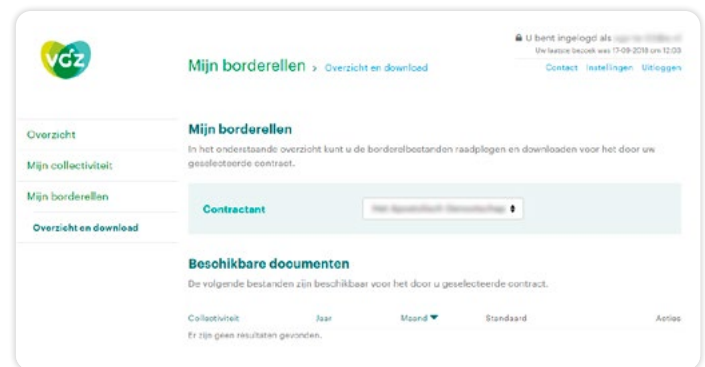 vGz
U bent ingelogd als
Uw laatste bezoek was 17-09-2018 om 12:03
Mijn borderellen > Overzicht en download
Contact Instellingen Uitloggen
Overzicht
Mijn collectiviteit
Mijn borderellen
Overzicht en download
Mijn borderellen
In het onderstaande overzicht kunt u de borderelbestanden raadplegen en downloaden voor het door uw
geselecteerde contract.
Contractant
Beschikbare documenten
De volgende bestanden zijn beschikbaar voor het door u geselecteerde contract.
Collectiviteit Jaar Maand Standaard Acties
Er zijn geen resultaten gevonden.